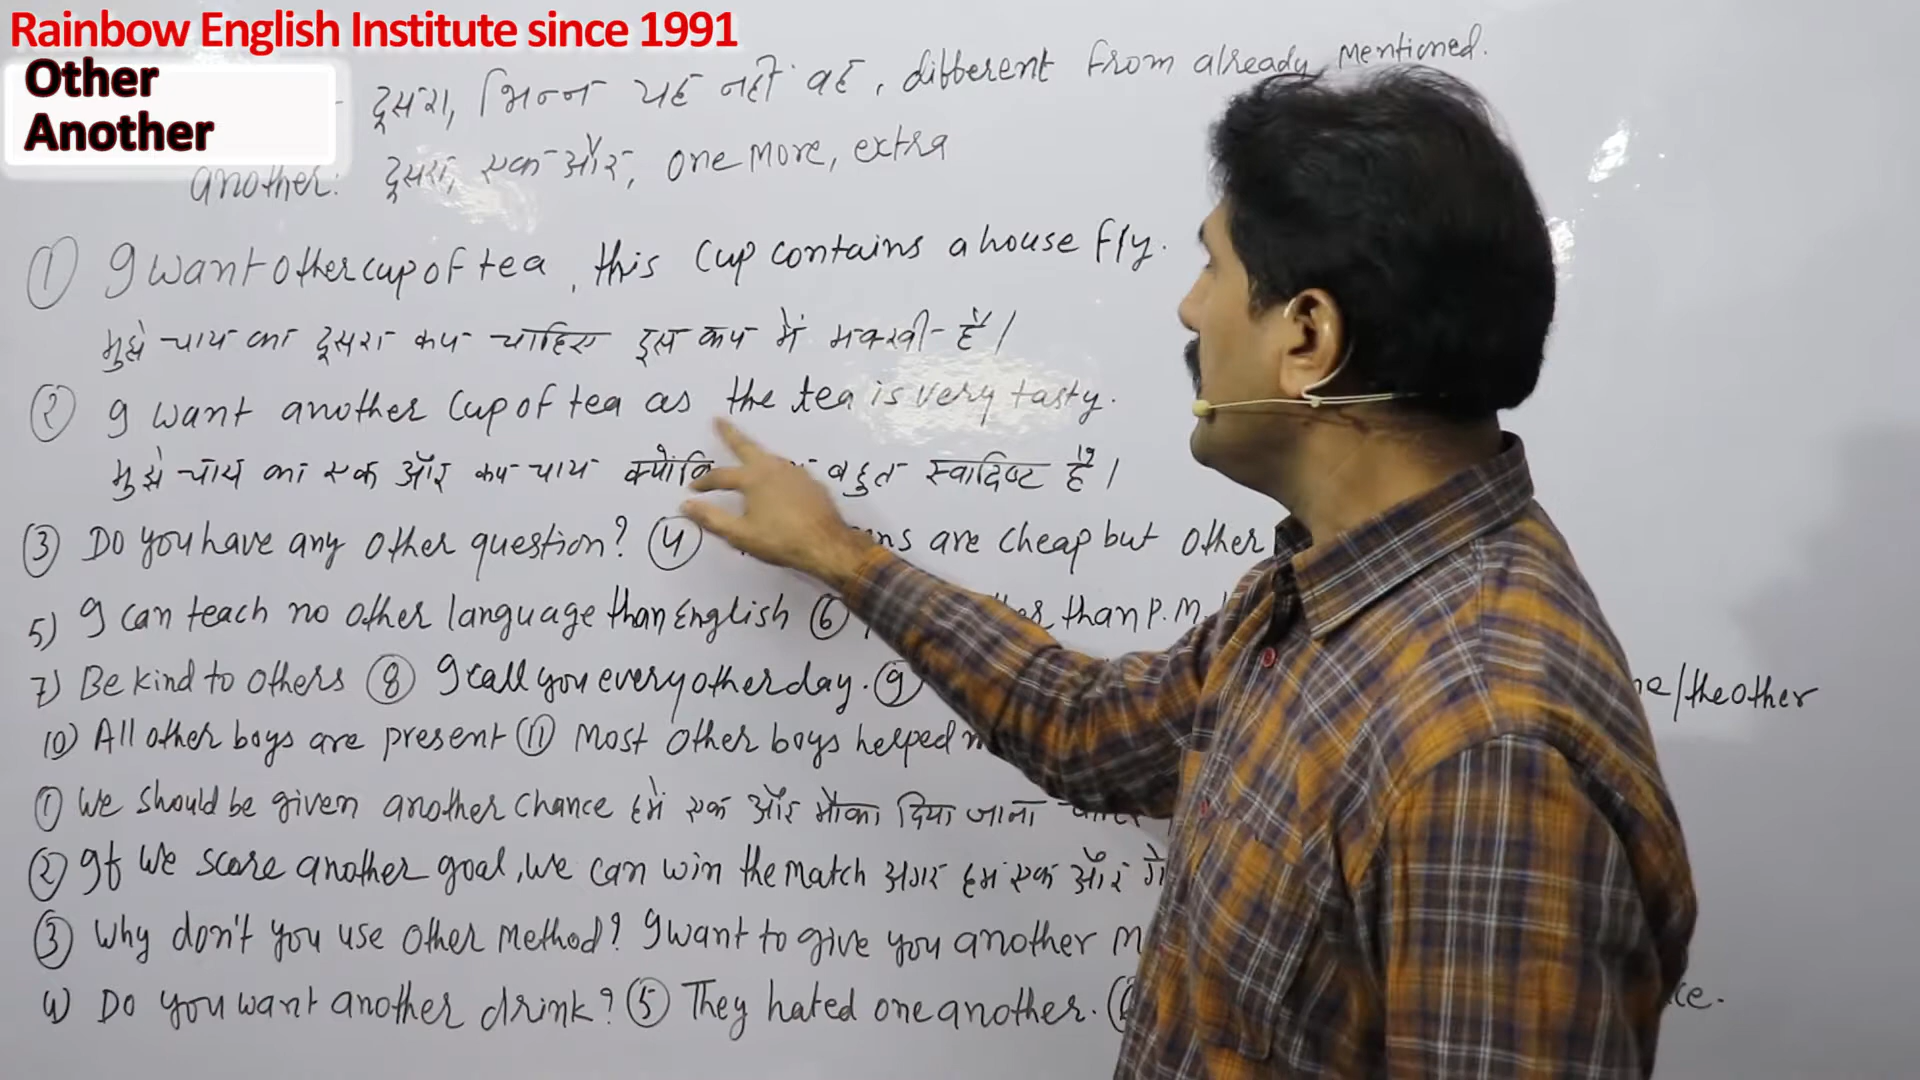 Rainbow English Institute since 1991
Other
Another
दूसरा, भिन्न यह नहीं वह, different from already mentioned.
another: दूसरा, एक और, one more, extra
① I want other cup of tea, this cup contains a house fly.
मुझे चाय का दूसरा कप चाहिए इस कप में मक्खी है।
② I want another cup of tea as the tea is very tasty.
मुझे चाय का एक और कप चाय क्योंकि बहुत स्वादिष्ट है।
③ Do you have any other question? ④ are cheap but other
5) I can teach no other language than English ⑥ than P.M.
7) Be kind to others ⑧ I call you every other day. ⑨ /the other
10) All other boys are present ⑪ Most other boys helped
① We should be given another chance हमें एक और मौका दिया जाना
② If we score another goal, we can win the match अगर हम एक और
③ Why don't you use other method? I want to give you another
4) Do you want another drink? ⑤ They hated one another.